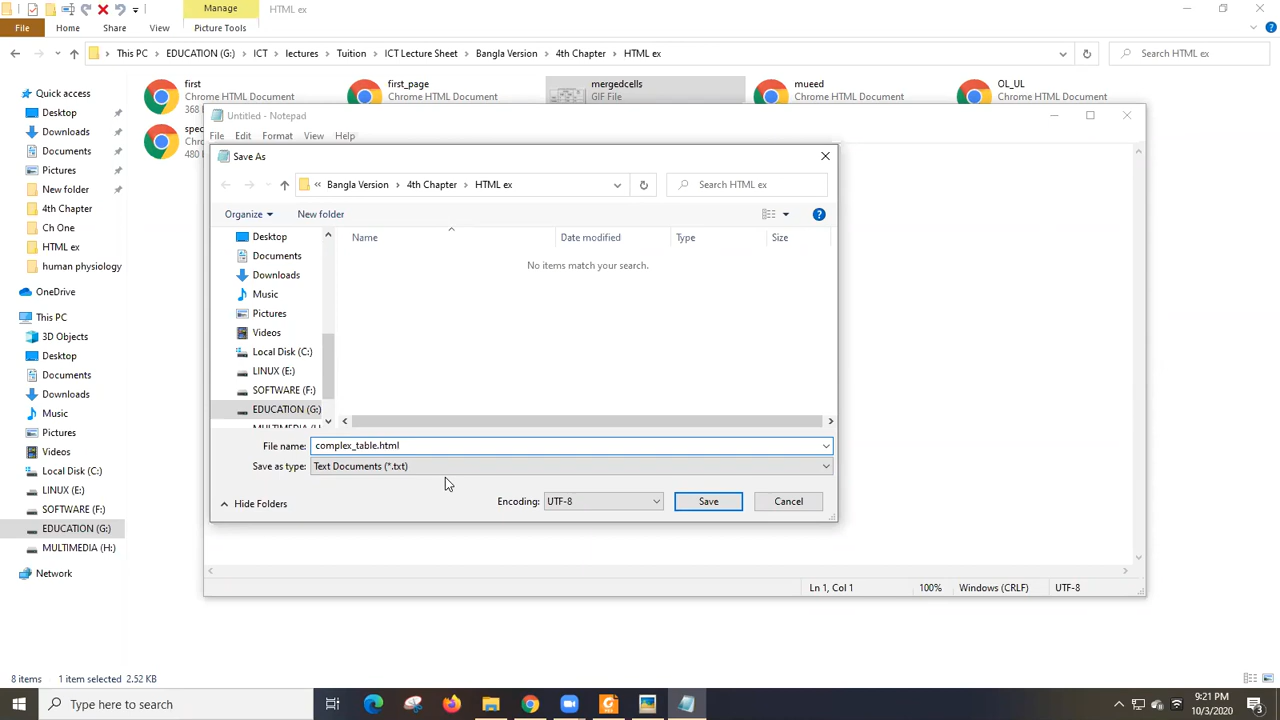 Manage
HTML ex
File
Home
Share
View
Picture Tools
This PC
EDUCATION (G:)
ICT
lectures
Tuition
ICT Lecture Sheet
Bangla Version
4th Chapter
HTML ex
Search HTML ex
Quick access
Desktop
Downloads
Documents
Pictures
New folder
4th Chapter
Ch One
HTML ex
human physiology
OneDrive
This PC
3D Objects
Desktop
Documents
Downloads
Music
Pictures
Videos
Local Disk (C:)
LINUX (E:)
SOFTWARE (F:)
EDUCATION (G:)
MULTIMEDIA (H:)
Network
first
Chrome HTML Document
368
first_page
Chrome HTML Document
mergedcells
GIF File
mueed
Chrome HTML Document
OL_UL
Chrome HTML Document
spec
Chr
480
Untitled - Notepad
File
Edit
Format
View
Help
Save As
« Bangla Version
4th Chapter
HTML ex
Search HTML ex
Organize
New folder
Desktop
Documents
Downloads
Music
Pictures
Videos
Local Disk (C:)
LINUX (E:)
SOFTWARE (F:)
EDUCATION (G:)
Name
Date modified
Type
Size
No items match your search.
File name:
complex_table.html
Save as type:
Text Documents (*.txt)
Hide Folders
Encoding:
UTF-8
Save
Cancel
Ln 1, Col 1
100%
Windows (CRLF)
UTF-8
8 items
1 item selected 2.52 KB
Type here to search
9:21 PM
10/3/2020
3